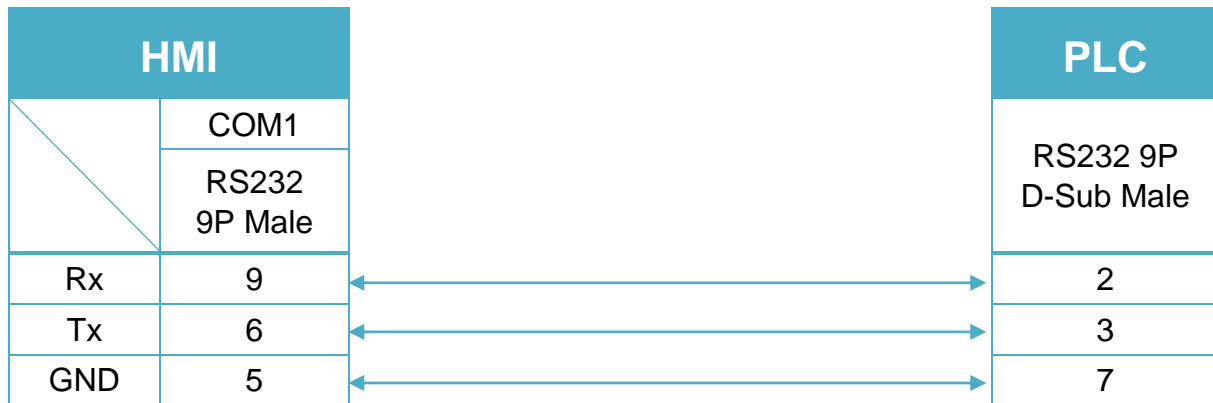 HMI
PLC
COM1
RS232
9P Male
RS232 9P
D-Sub Male
Rx 9 2
Tx 6 3
GND 5 7